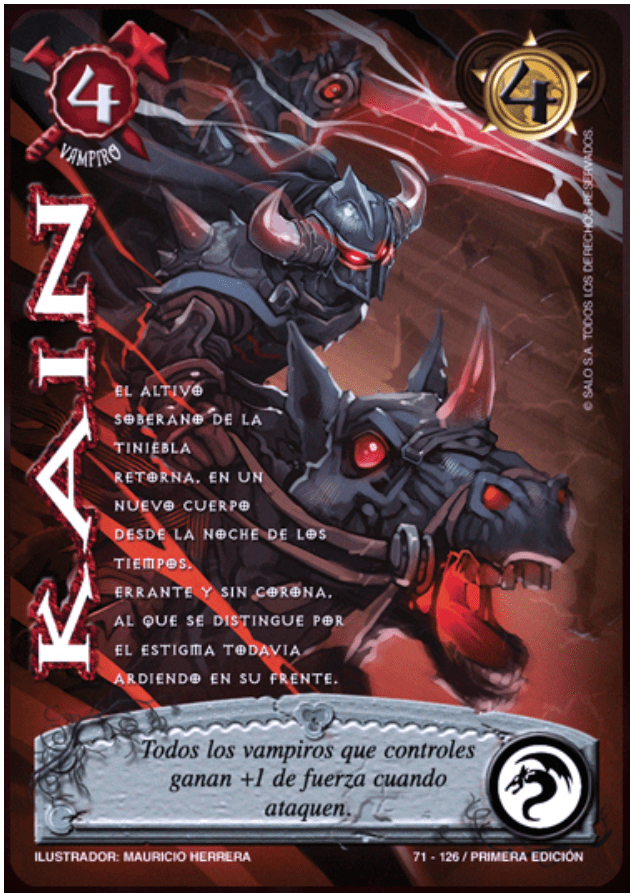 4
VAMPIRO
4
KAIN
© SALO S.A. TODOS LOS DERECHOS RESERVADOS.
EL ALTIVO
SOBERANO DE LA
TINIEBLA
RETORNA, EN UN
NUEVO CUERPO
DESDE LA NOCHE DE LOS
TIEMPOS.
ERRANTE Y SIN CORONA,
AL QUE SE DISTINGUE POR
EL ESTIGMA TODAVIA
ARDIENDO EN SU FRENTE.
Todos los vampiros que controles
ganan +1 de fuerza cuando
ataquen.
ILUSTRADOR: MAURICIO HERRERA
71 - 126 / PRIMERA EDICIÓN